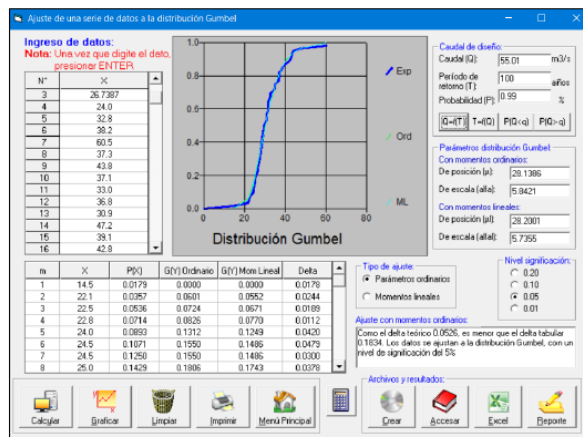 Ajuste de una serie de datos a la distribución Gumbel
Ingreso de datos:
Nota: Una vez que digite el dato, presionar ENTER
N° X
3 26.7387
4 24.0
5 32.8
6 38.2
7 60.5
8 37.3
9 43.8
10 37.1
11 33.0
12 36.8
13 30.9
14 47.2
15 39.1
16 42.8
1.0
0.8
0.6
0.4
0.2
0.0
0 20 40 60 80
Distribución Gumbel
Exp
Ord
ML
Caudal de diseño:
Caudal (Q): 55.01 m3/s
Período de retorno (T): 100 años
Probabilidad (P): 0.99 %
Q=f(T) T=f(Q) P(Q<q) P(Q>q)
Parámetros distribución Gumbel
Con momentos ordinarios:
De posición (µ): 28.1386
De escala (alfa): 5.8421
Con momentos lineales:
De posición (µl): 28.2001
De escala (alfal): 5.7355
m X P(X) G(Y) Ordinario G(Y) Mom Lineal Delta
1 14.5 0.0179 0.0000 0.0000 0.0179
2 22.1 0.0357 0.0601 0.0552 0.0244
3 22.5 0.0536 0.0724 0.0671 0.0189
4 22.8 0.0714 0.0826 0.0770 0.0112
5 24.0 0.0893 0.1312 0.1249 0.0420
6 24.5 0.1071 0.1550 0.1486 0.0479
7 24.5 0.1250 0.1550 0.1486 0.0300
8 25.0 0.1429 0.1806 0.1743 0.0378
Tipo de ajuste:
Parámetros ordinarios
Momentos lineales
Nivel significación:
0.20
0.10
0.05
0.01
Ajuste con momentos ordinarios:
Como el delta teórico 0.0526, es menor que el delta tabular
0.1834. Los datos se ajustan a la distribución Gumbel, con un
nivel de significación del 5%
Calcular Graficar Limpiar Imprimir Menú Principal
Archivos y resultados:
Crear Accesar Excel Reporte